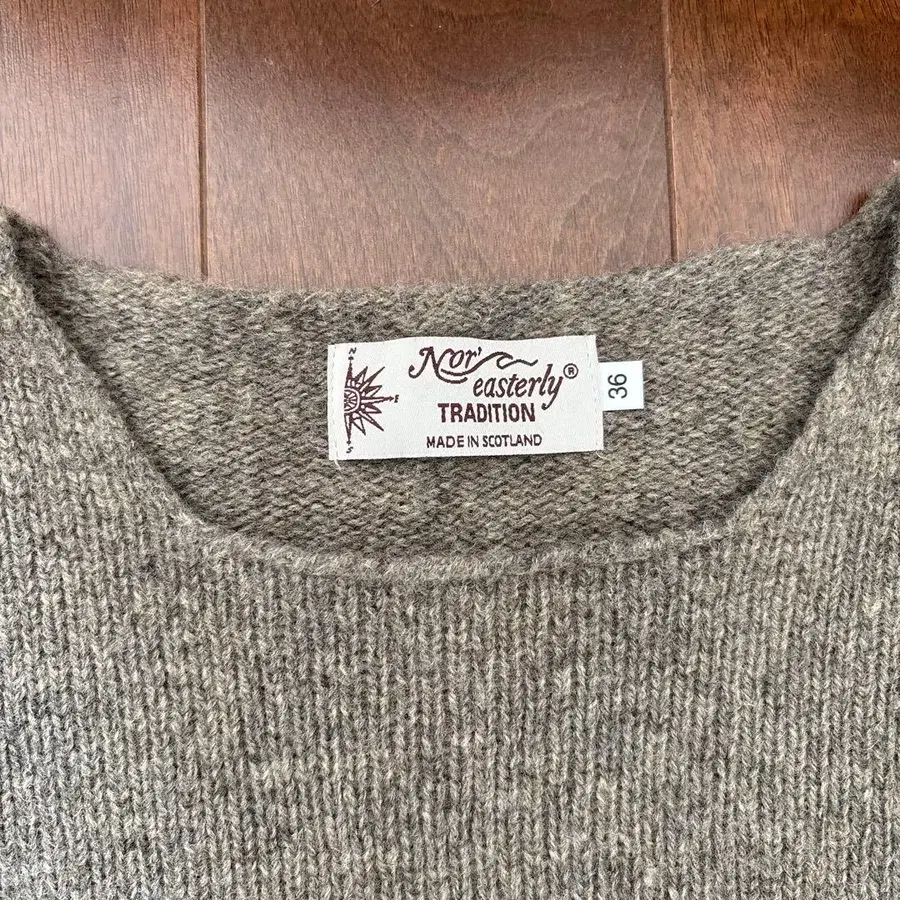 Nor'
easterly®
TRADITION
MADE IN SCOTLAND
N
E
S
36